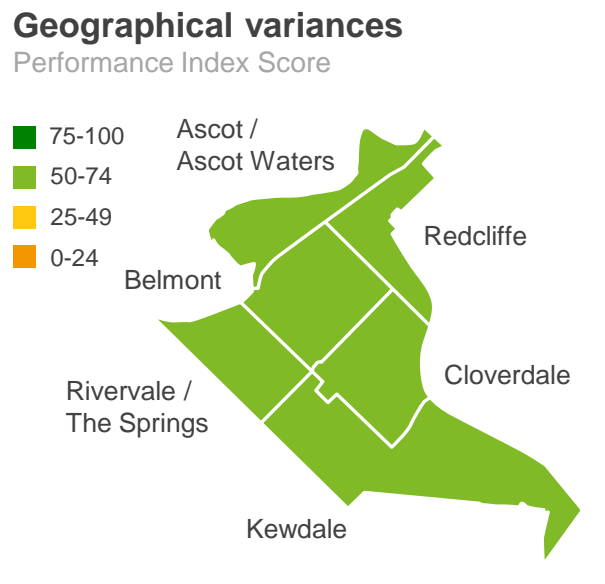 Geographical variances
Performance Index Score
75-100
50-74
25-49
0-24
Ascot /
Ascot Waters
Redcliffe
Belmont
Cloverdale
Rivervale /
The Springs
Kewdale